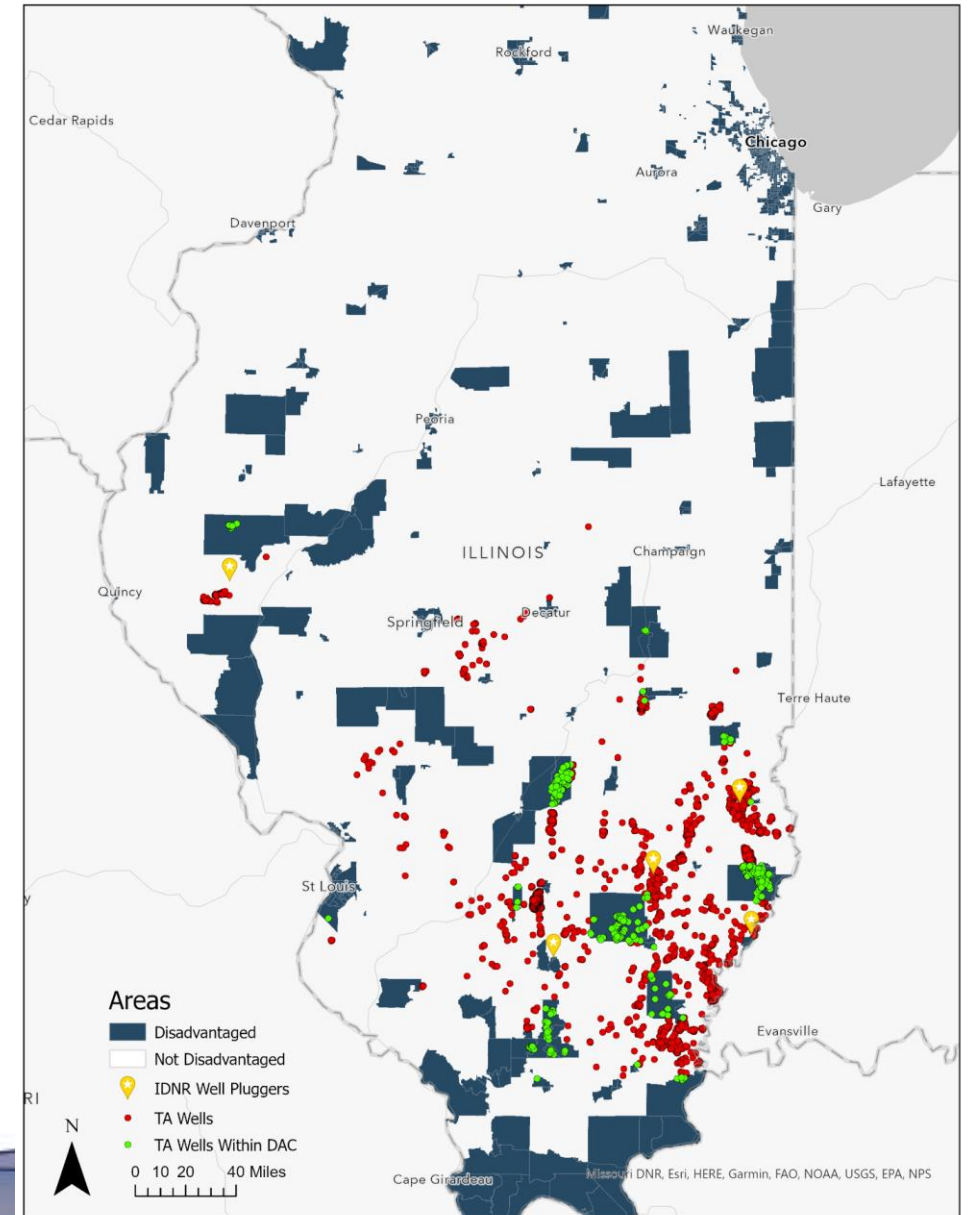 Waukegan
Rockford
Cedar Rapids
Chicago
Aurora
Gary
Davenport
Peoria
Lafayette
ILLINOIS
Champaign
Quincy
Springfield
Decatur
Terre Haute
St Louis
Areas
Disadvantaged
Not Disadvantaged
IDNR Well Pluggers
TA Wells
TA Wells Within DAC
Evansville
RI
N
0 10 20 40 Miles
Cape Girardeau
Missouri DNR, Esri, HERE, Garmin, FAO, NOAA, USGS, EPA, NPS